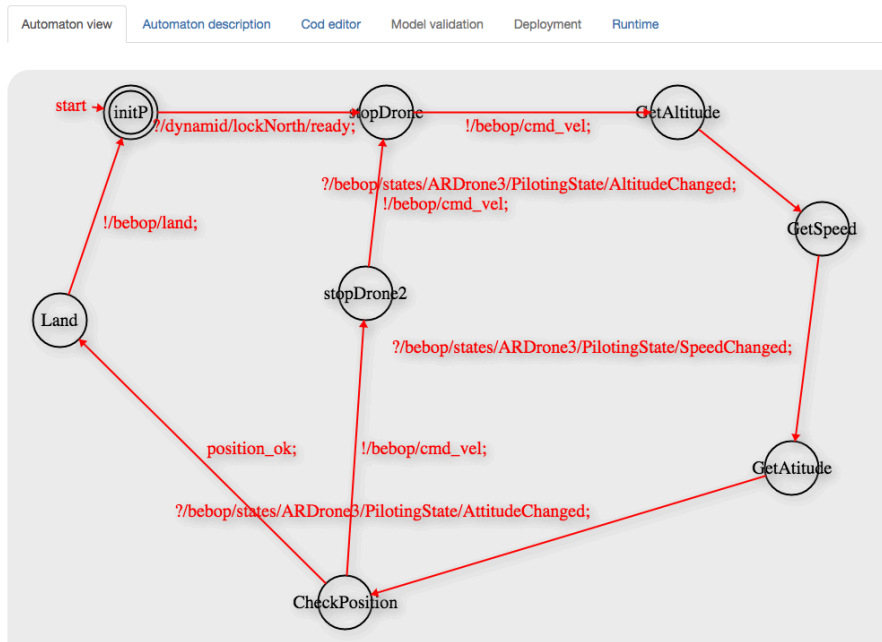 Automaton view
Automaton description
Cod editor
Model validation
Deployment
Runtime
start
initP
stopDrone
GetAltitude
?/dynamid/lockNorth/ready;
!/bebop/cmd_vel;
?/bebop/states/ARDrone3/PilotingState/AltitudeChanged;
!/bebop/cmd_vel;
!/bebop/land;
GetSpeed
stopDrone2
Land
?/bebop/states/ARDrone3/PilotingState/SpeedChanged;
position_ok;
!/bebop/cmd_vel;
GetAtitude
?/bebop/states/ARDrone3/PilotingState/AttitudeChanged;
CheckPosition